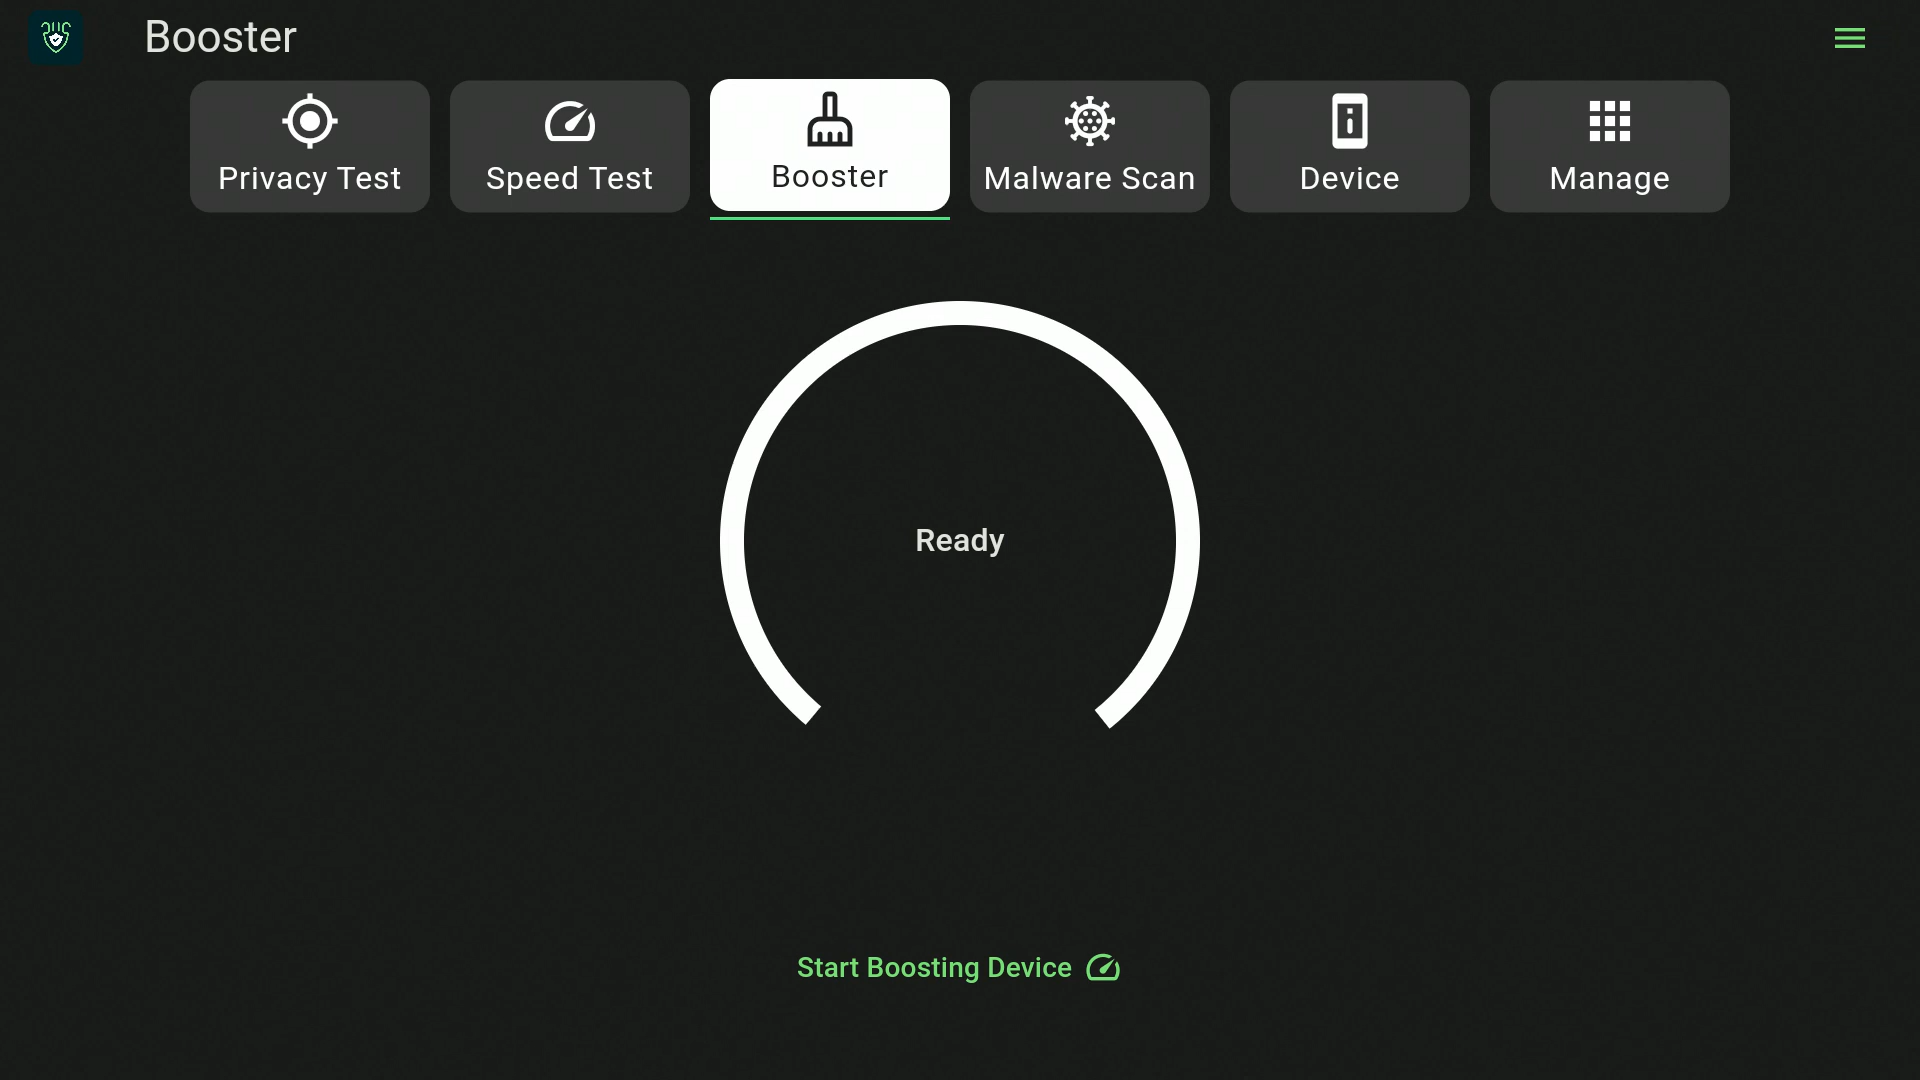 Booster
Privacy Test
Speed Test
Booster
Malware Scan
Device
Manage
Ready
Start Boosting Device